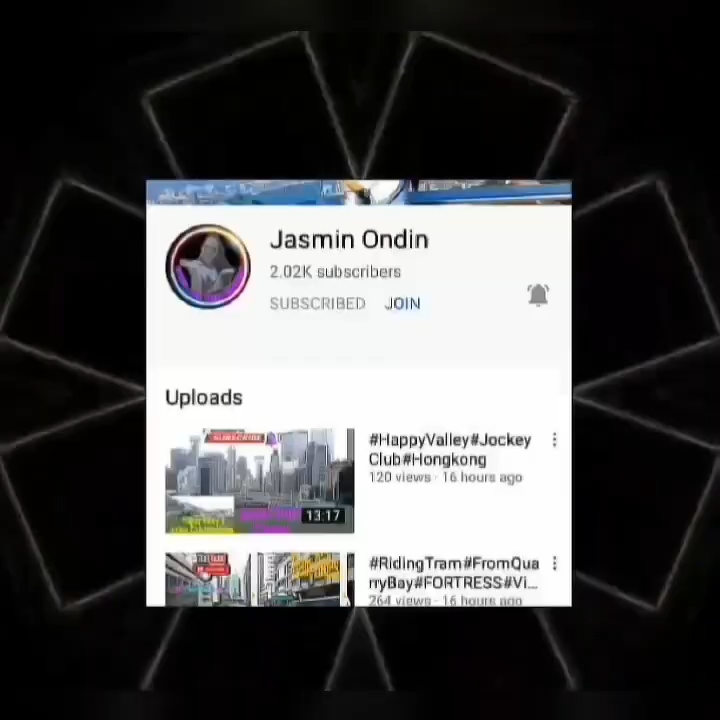 Jasmin Ondin
2.02K subscribers
SUBSCRIBED JOIN
Uploads
SUBSCRIBE
#HappyValley#Jockey
Club#Hongkong
120 views · 16 hours ago
13:17
#RidingTram#FromQua
rryBay#FORTRESS#Vi...
264 views · 16 hours ago